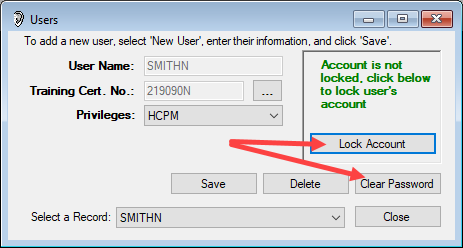 Users
To add a new user, select 'New User', enter their information, and click 'Save'.
User Name: SMITHN
Training Cert. No.: 219090N ...
Privileges: HCPM
Account is not
locked, click below
to lock user's
account
Lock Account
Save Delete Clear Password
Select a Record: SMITHN Close